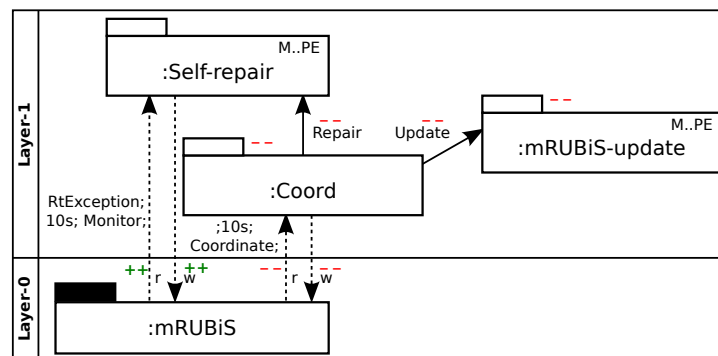 Layer-1
M..PE
:Self-repair
--
Repair
--
Update
--
M..PE
:mRUBiS-update
--
:Coord
RtException;
10s; Monitor;
;10s;
Coordinate;
++
r
++
w
--
r
--
w
Layer-0
:mRUBiS